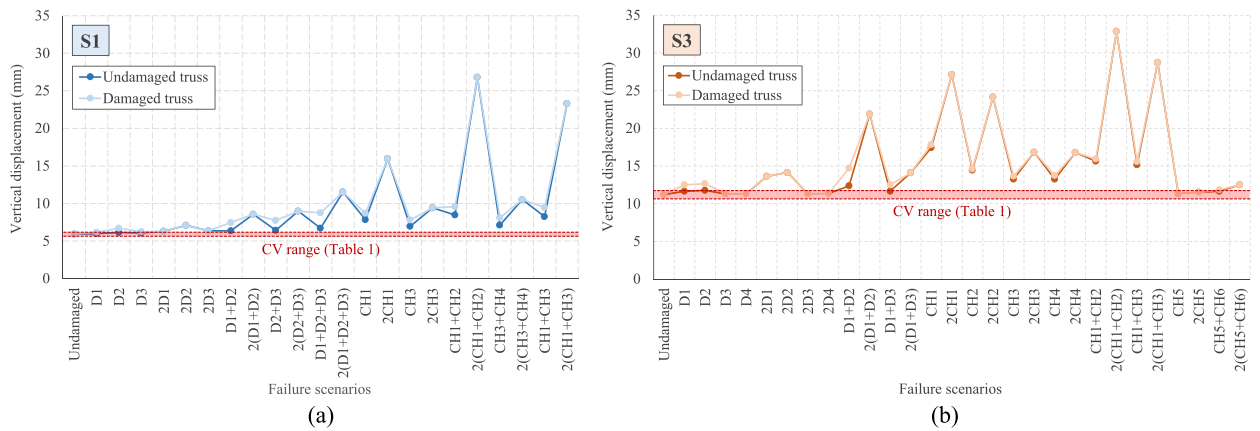 35
30
25
20
15
10
5
0
Vertical displacement (mm)
S1
Undamaged truss
Damaged truss
CV range (Table 1)
Undamaged
D1
D2
D3
2D1
2D2
2D3
D1+D2
2(D1+D2)
D2+D3
2(D2+D3)
D1+D2+D3
2(D1+D2+D3)
CH1
2CH1
CH3
2CH3
CH1+CH2
2(CH1+CH2)
CH3+CH4
2(CH3+CH4)
CH1+CH3
2(CH1+CH3)
Failure scenarios
(a)
35
30
25
20
15
10
5
0
Vertical displacement (mm)
S3
Undamaged truss
Damaged truss
CV range (Table 1)
Undamaged
D1
D2
D3
D4
2D1
2D2
2D3
2D4
D1+D2
2(D1+D2)
D1+D3
2(D1+D3)
CH1
2CH1
CH2
2CH2
CH3
2CH3
CH4
2CH4
CH1+CH2
2(CH1+CH2)
CH1+CH3
2(CH1+CH3)
CH5
2CH5
CH5+CH6
2(CH5+CH6)
Failure scenarios
(b)